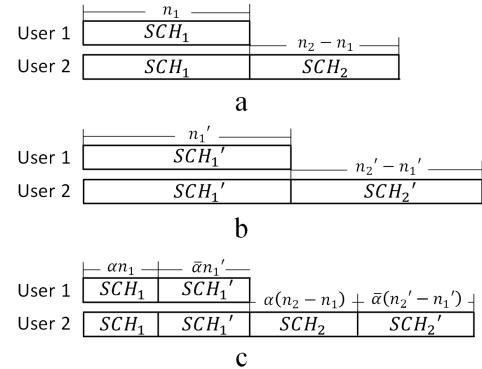 n₁
User 1 SCH₁ n₂ − n₁
User 2 SCH₁ SCH₂
a
n₁′
User 1 SCH₁′ n₂′ − n₁′
User 2 SCH₁′ SCH₂′
b
αn₁ ᾱn₁′
User 1 SCH₁ SCH₁′ α(n₂ − n₁) ᾱ(n₂′ − n₁′)
User 2 SCH₁ SCH₁′ SCH₂ SCH₂′
c